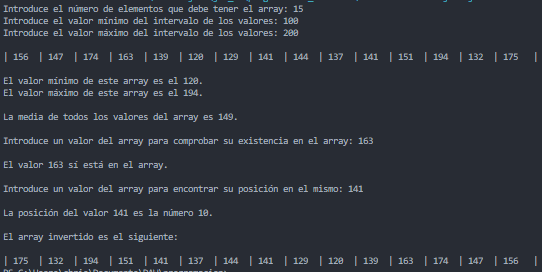 Introduce el número de elementos que debe tener el array: 15
Introduce el valor mínimo del intervalo de los valores: 100
Introduce el valor máximo del intervalo de los valores: 200
| 156 | 147 | 174 | 163 | 139 | 120 | 129 | 141 | 144 | 137 | 141 | 151 | 194 | 132 | 175 |
El valor mínimo de este array es el 120.
El valor máximo de este array es el 194.
La media de todos los valores del array es 149.
Introduce un valor del array para comprobar su existencia en el array: 163
El valor 163 sí está en el array.
Introduce un valor del array para encontrar su posición en el mismo: 141
La posición del valor 141 es la número 10.
El array invertido es el siguiente:
| 175 | 132 | 194 | 151 | 141 | 137 | 144 | 141 | 129 | 120 | 139 | 163 | 174 | 147 | 156 |